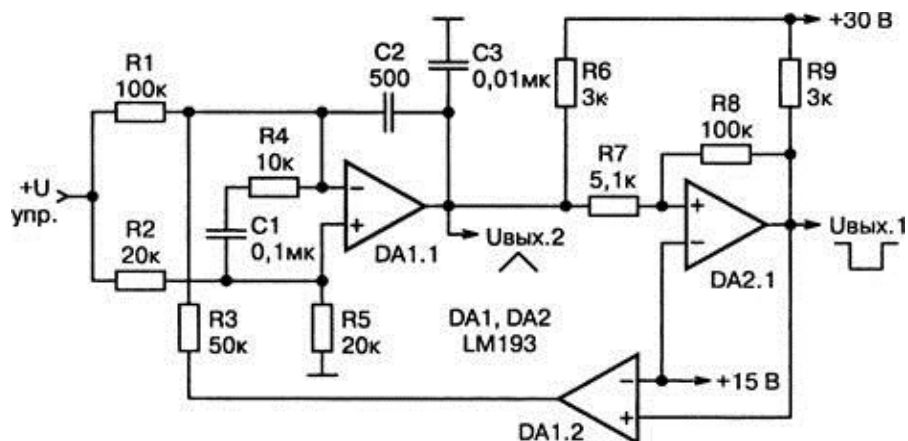 R1
100к
R4
10к
+U
упр.
R2
20к
C1
0,1мк
R3
50к
R5
20к
C2
500
C3
0,01мк
DA1.1
Uвых.2
DA1, DA2
LM193
R6
3к
R7
5,1к
R8
100к
+30 В
R9
3к
Uвых.1
DA2.1
+15 В
DA1.2